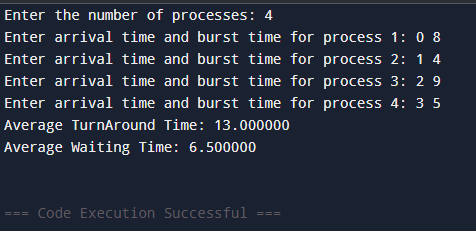 Enter the number of processes: 4
Enter arrival time and burst time for process 1: 0 8
Enter arrival time and burst time for process 2: 1 4
Enter arrival time and burst time for process 3: 2 9
Enter arrival time and burst time for process 4: 3 5
Average TurnAround Time: 13.000000
Average Waiting Time: 6.500000
=== Code Execution Successful ===